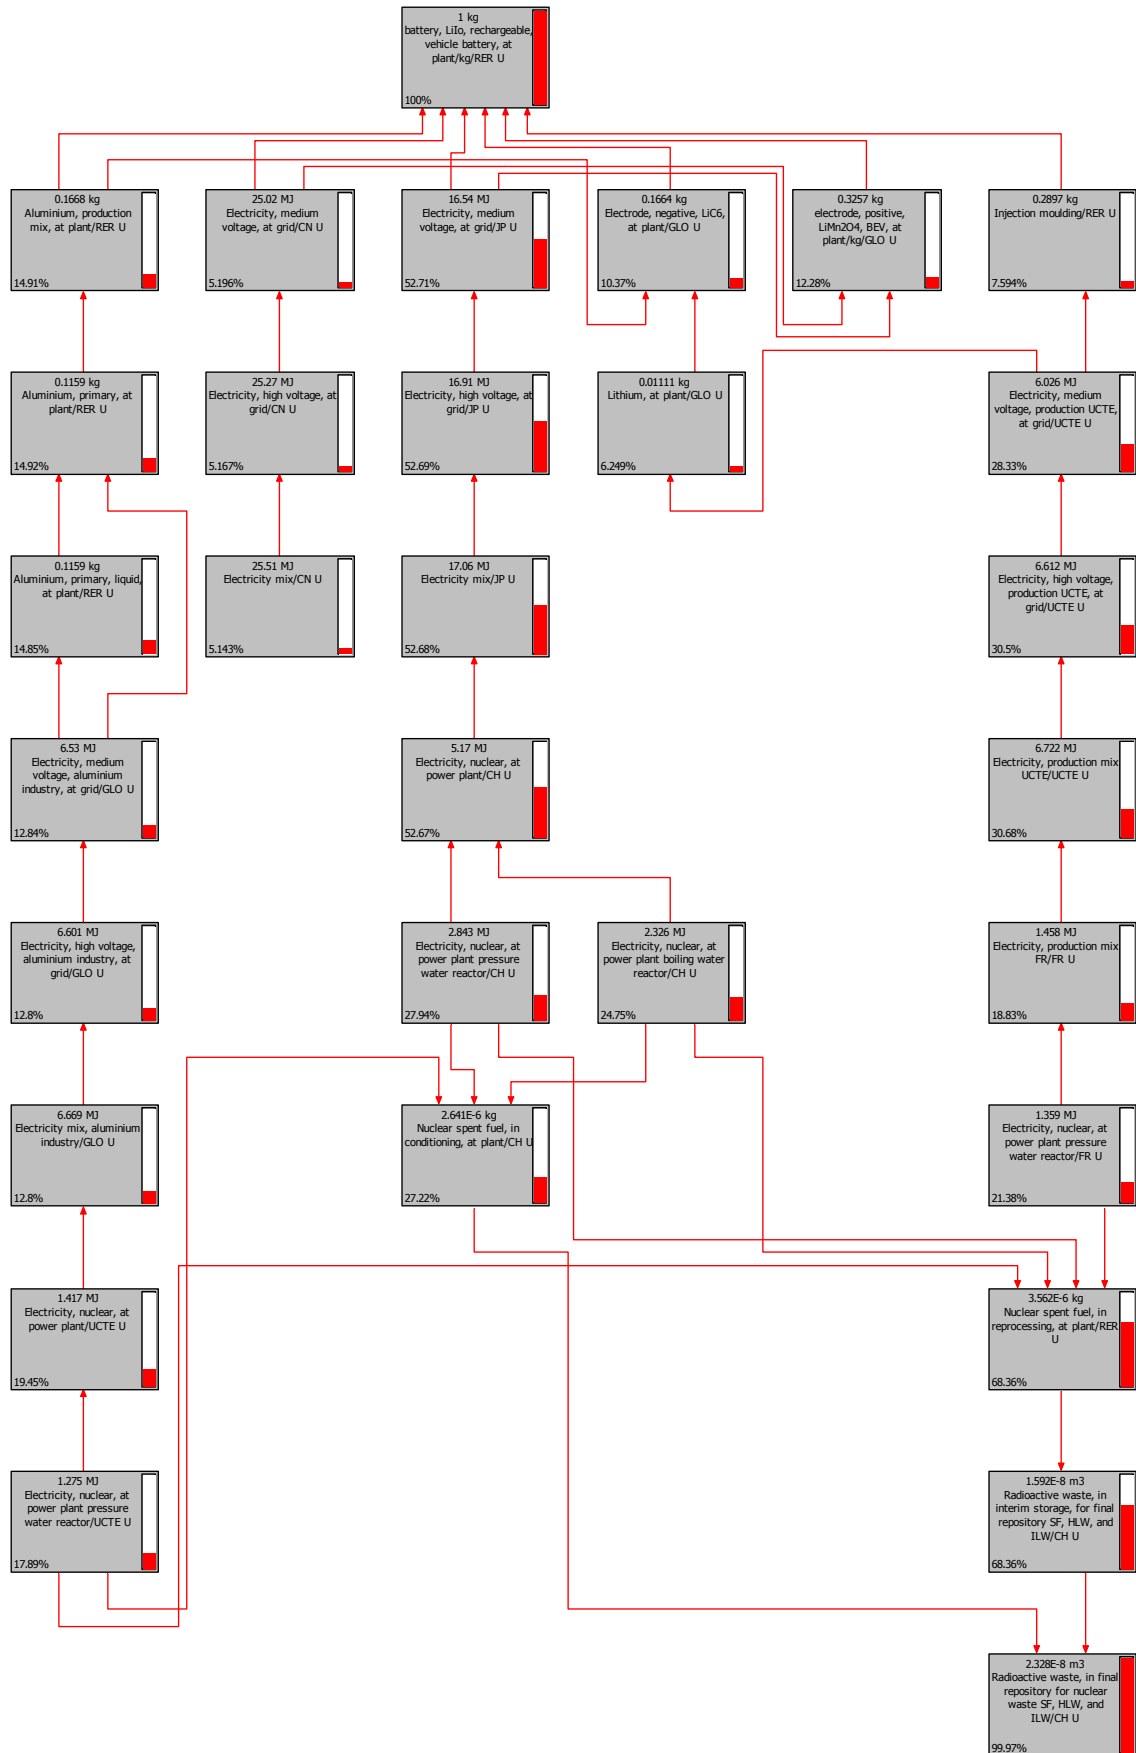 1 kg
battery, LiIo, rechargeable,
vehicle battery, at
plant/kg/RER U
100%
0.1668 kg
Aluminium, production
mix, at plant/RER U
14.91%
25.02 MJ
Electricity, medium
voltage, at grid/CN U
5.196%
16.54 MJ
Electricity, medium
voltage, at grid/JP U
52.71%
0.1664 kg
Electrode, negative, LiC6,
at plant/GLO U
10.37%
0.3257 kg
electrode, positive,
LiMn2O4, BEV, at
plant/kg/GLO U
12.28%
0.2897 kg
Injection moulding/RER U
7.594%
0.1159 kg
Aluminium, primary, at
plant/RER U
14.92%
25.27 MJ
Electricity, high voltage, at
grid/CN U
5.167%
16.91 MJ
Electricity, high voltage, at
grid/JP U
52.69%
0.01111 kg
Lithium, at plant/GLO U
6.249%
6.026 MJ
Electricity, medium
voltage, production UCTE,
at grid/UCTE U
28.33%
0.1159 kg
Aluminium, primary, liquid,
at plant/RER U
14.85%
25.51 MJ
Electricity mix/CN U
5.143%
17.06 MJ
Electricity mix/JP U
52.68%
6.612 MJ
Electricity, high voltage,
production UCTE, at
grid/UCTE U
30.5%
6.53 MJ
Electricity, medium
voltage, aluminium
industry, at grid/GLO U
12.84%
5.17 MJ
Electricity, nuclear, at
power plant/CH U
52.67%
6.722 MJ
Electricity, production mix
UCTE/UCTE U
30.68%
6.601 MJ
Electricity, high voltage,
aluminium industry, at
grid/GLO U
12.8%
2.843 MJ
Electricity, nuclear, at
power plant pressure
water reactor/CH U
27.94%
2.326 MJ
Electricity, nuclear, at
power plant boiling water
reactor/CH U
24.75%
1.458 MJ
Electricity, production mix
FR/FR U
18.83%
6.669 MJ
Electricity mix, aluminium
industry/GLO U
12.8%
2.641E-6 kg
Nuclear spent fuel, in
conditioning, at plant/CH U
27.22%
1.359 MJ
Electricity, nuclear, at
power plant pressure
water reactor/FR U
21.38%
1.417 MJ
Electricity, nuclear, at
power plant/UCTE U
19.45%
3.562E-6 kg
Nuclear spent fuel, in
reprocessing, at plant/RER
U
68.36%
1.275 MJ
Electricity, nuclear, at
power plant pressure
water reactor/UCTE U
17.89%
1.592E-8 m3
Radioactive waste, in
interim storage, for final
repository SF, HLW, and
ILW/CH U
68.36%
2.328E-8 m3
Radioactive waste, in final
repository for nuclear
waste SF, HLW, and
ILW/CH U
99.97%